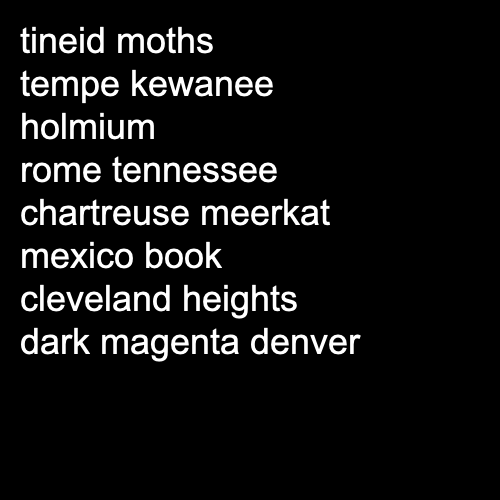 tineid moths
tempe kewanee
holmium
rome tennessee
chartreuse meerkat
mexico book
cleveland heights
dark magenta denver